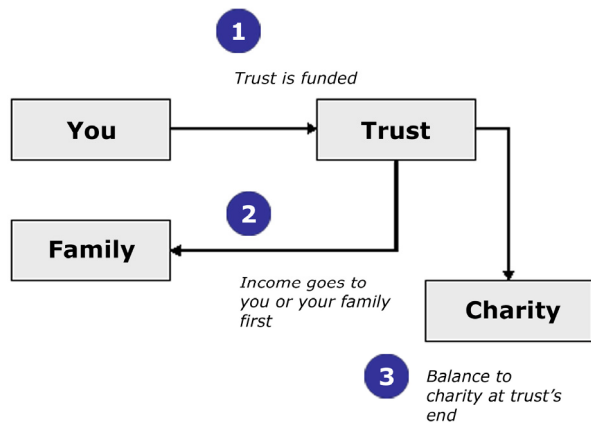 1
Trust is funded
You
Trust
2
Family
Income goes to
you or your family
first
Charity
3
Balance to
charity at trust's
end